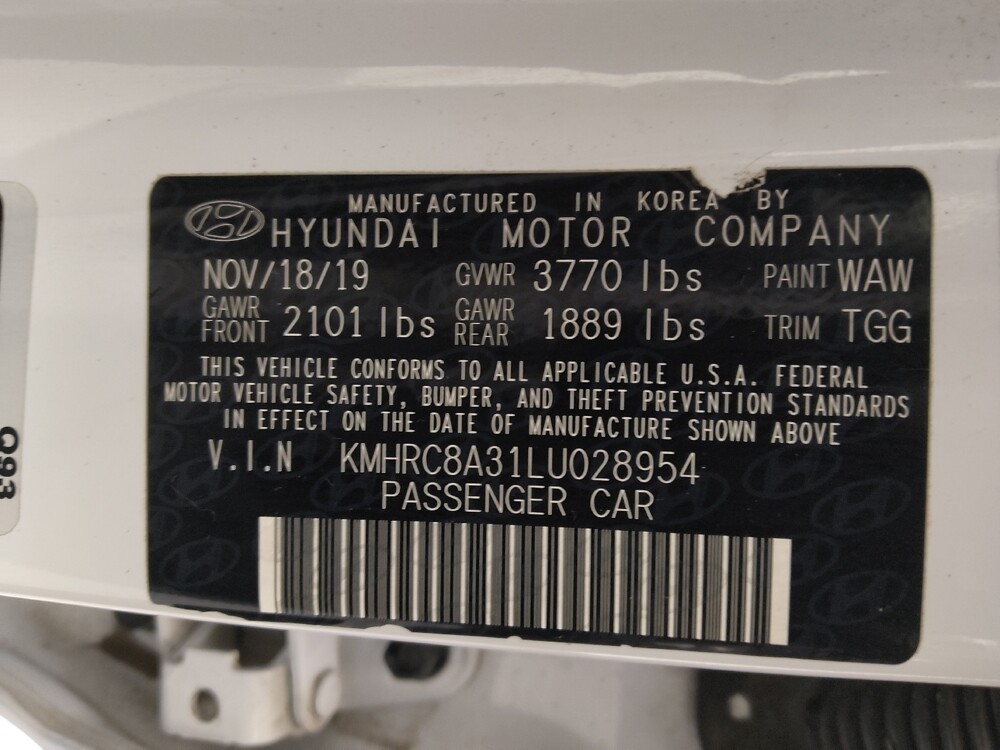 MANUFACTURED IN KOREA BY
HYUNDAI MOTOR COMPANY
NOV/18/19 GVWR 3770 lbs PAINT WAW
GAWR FRONT 2101 lbs GAWR REAR 1889 lbs TRIM TGG
THIS VEHICLE CONFORMS TO ALL APPLICABLE U.S.A. FEDERAL
MOTOR VEHICLE SAFETY, BUMPER, AND THEFT PREVENTION STANDARDS
IN EFFECT ON THE DATE OF MANUFACTURE SHOWN ABOVE
V.I.N KMHRC8A31LU028954
PASSENGER CAR
Q93